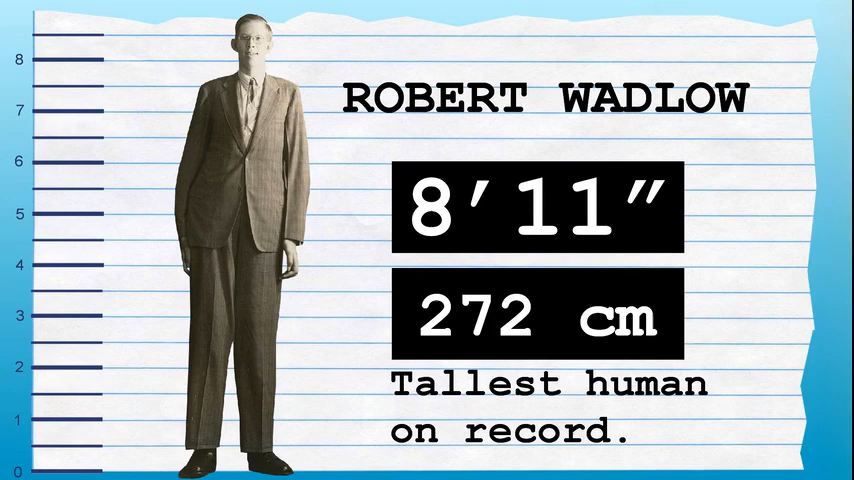 ROBERT WADLOW
8′11″
272 cm
Tallest human
on record.
8
7
6
5
4
3
2
1
0